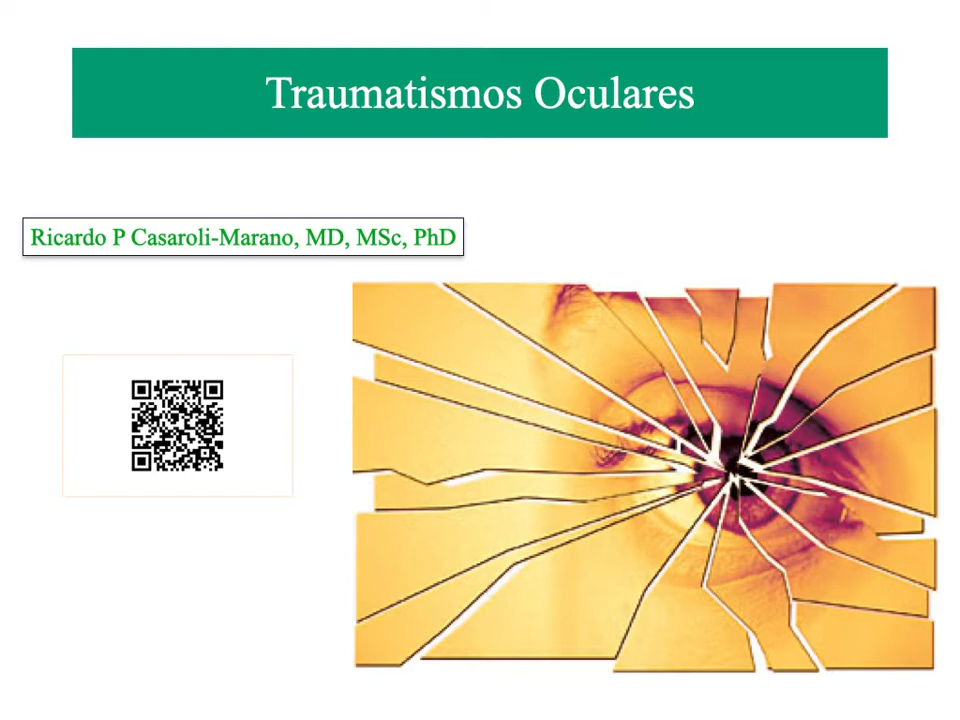 Traumatismos Oculares
Ricardo P Casaroli-Marano, MD, MSc, PhD